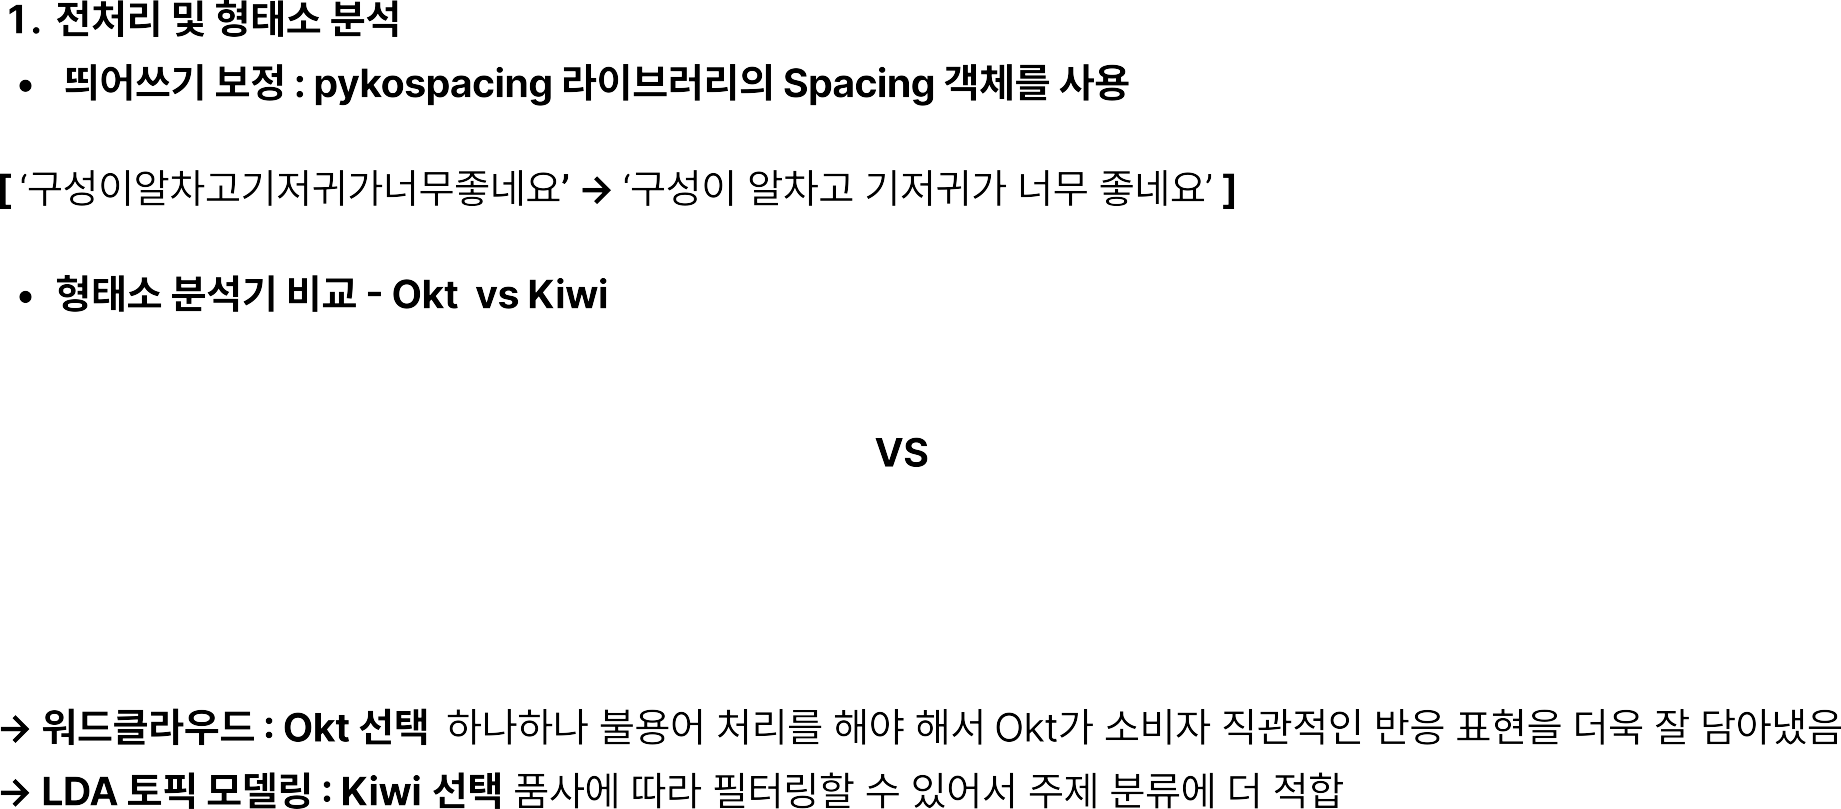 1. 전처리 및 형태소 분석
• 띄어쓰기 보정 : pykospacing 라이브러리의 Spacing 객체를 사용
[ ‘구성이알차고기저귀가너무좋네요’ → ‘구성이 알차고 기저귀가 너무 좋네요’ ]
• 형태소 분석기 비교 - Okt vs Kiwi
VS
→ 워드클라우드 : Okt 선택 하나하나 불용어 처리를 해야 해서 Okt가 소비자 직관적인 반응 표현을 더욱 잘 담아냈음
→ LDA 토픽 모델링 : Kiwi 선택 품사에 따라 필터링할 수 있어서 주제 분류에 더 적합